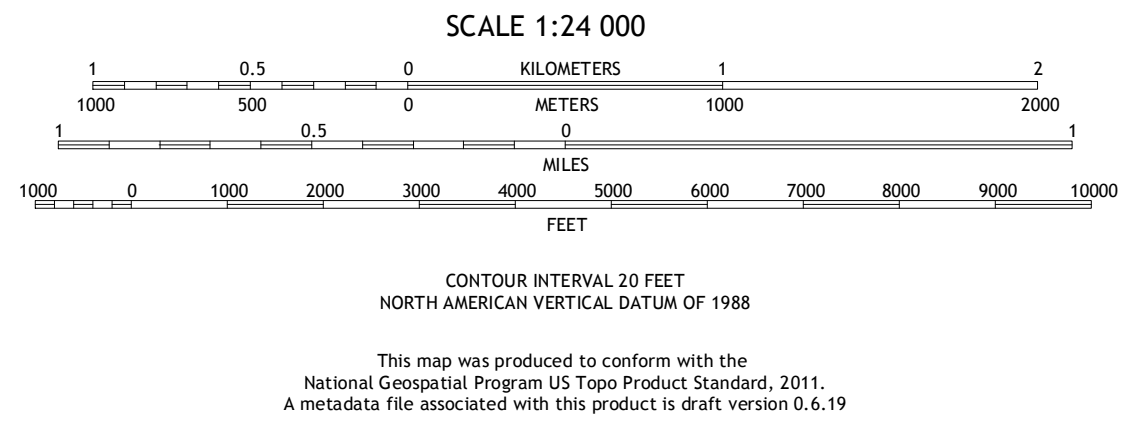 SCALE 1:24 000
1 0.5 0 KILOMETERS 1 2
1000 500 0 METERS 1000 2000
1 0.5 0 1
MILES
1000 0 1000 2000 3000 4000 5000 6000 7000 8000 9000 10000
FEET
CONTOUR INTERVAL 20 FEET
NORTH AMERICAN VERTICAL DATUM OF 1988
This map was produced to conform with the
National Geospatial Program US Topo Product Standard, 2011.
A metadata file associated with this product is draft version 0.6.19